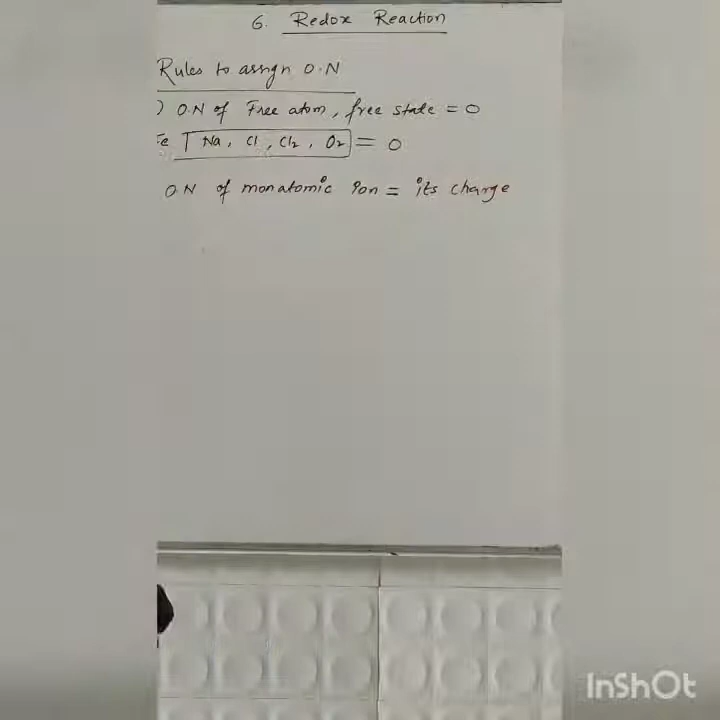 6. Redox Reaction
Rules to assign O.N
) O.N of Free atom, free state = 0
Na, Cl, Cl2, O2 = 0
O.N of monatomic ion = its charge
InShOt